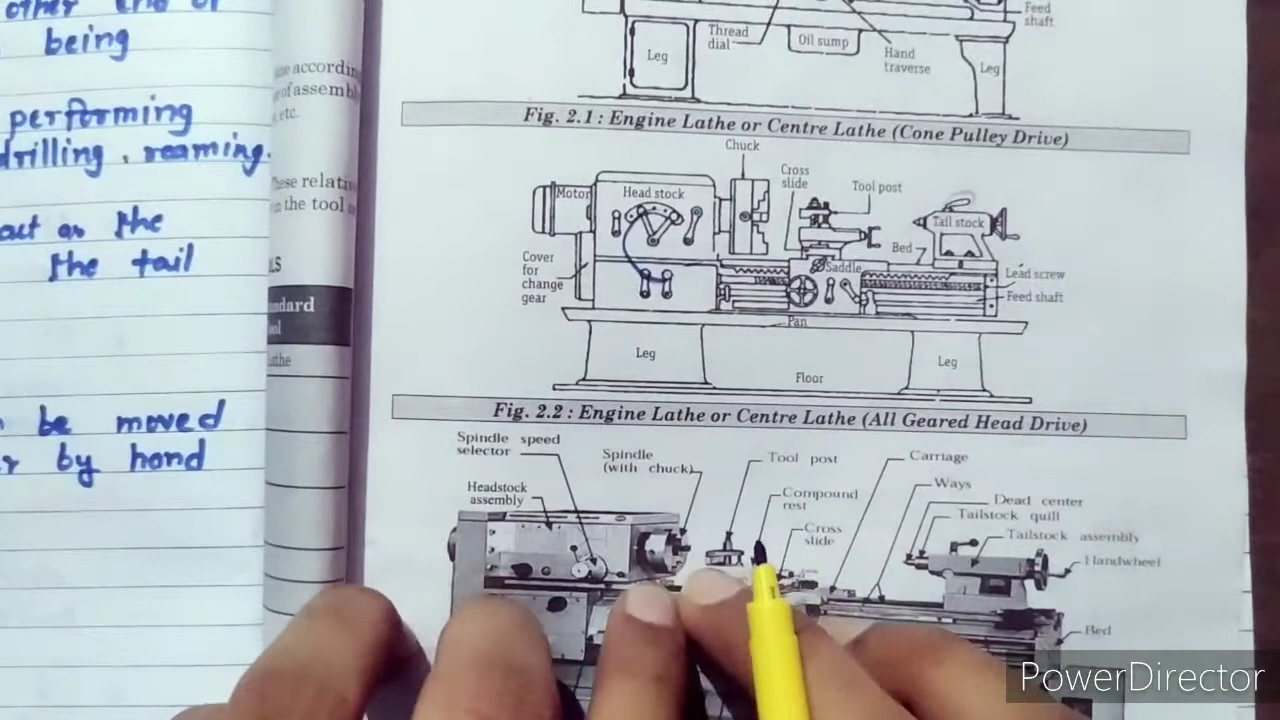 other end of
being
performing
drilling, reaming.
act as the
the tail
be moved
by hand
accordin
of assemb
etc.
these relati
n the tool
LS
ndard
ool
Lathe
Feed
shaft
Thread
dial
Oil sump
Hand
traverse
Leg
Leg
Fig. 2.1 : Engine Lathe or Centre Lathe (Cone Pulley Drive)
Chuck
Cross
slide
Tool post
Motor
Head stock
Tail stock
Bed
Cover
for
change
gear
Saddle
Lead screw
Feed shaft
Pan
Leg
Leg
Floor
Fig. 2.2 : Engine Lathe or Centre Lathe (All Geared Head Drive)
Spindle speed
selector
Spindle
(with chuck)
Tool post
Carriage
Headstock
assembly
Compound
rest
Ways
Dead center
Cross
slide
Tailstock quill
Tailstock assembly
Handwheel
Bed
PowerDirector